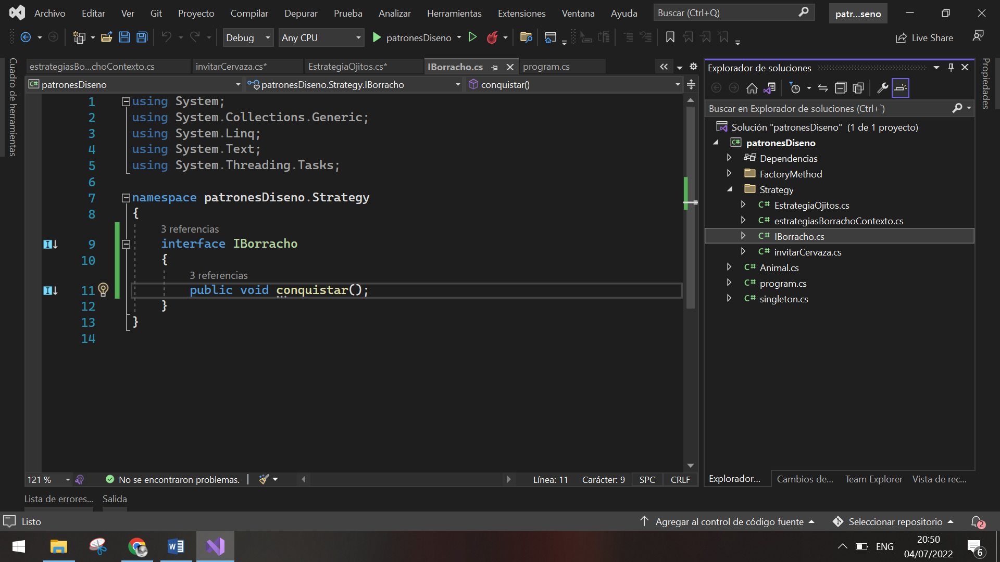 Archivo Editar Ver Git Proyecto Compilar Depurar Prueba Analizar Herramientas Extensiones Ventana Ayuda Buscar (Ctrl+Q) patr...seno
Debug Any CPU patronesDiseno Live Share
Cuadro de herramientas
estrategiasBo...choContexto.cs invitarCervaza.cs* EstrategiaOjitos.cs* IBorracho.cs program.cs
C# patronesDiseno patronesDiseno.Strategy.IBorracho conquistar()
1 using System;
2 using System.Collections.Generic;
3 using System.Linq;
4 using System.Text;
5 using System.Threading.Tasks;
6
7 namespace patronesDiseno.Strategy
8 {
3 referencias
9 interface IBorracho
10 {
3 referencias
11 public void conquistar();
12 }
13 }
14
121 % No se encontraron problemas. Línea: 11 Carácter: 9 SPC CRLF
Explorador de soluciones
Buscar en Explorador de soluciones (Ctrl+`)
Solución "patronesDiseno" (1 de 1 proyecto)
C# patronesDiseno
Dependencias
FactoryMethod
Strategy
C# EstrategiaOjitos.cs
C# estrategiasBorrachoContexto.cs
C# IBorracho.cs
C# invitarCervaza.cs
C# Animal.cs
C# program.cs
C# singleton.cs
Explorador... Cambios de... Team Explorer Vista de rec...
Propiedades
Lista de errores... Salida
Listo Agregar al control de código fuente Seleccionar repositorio 2
W ENG 20:50
04/07/2022 6